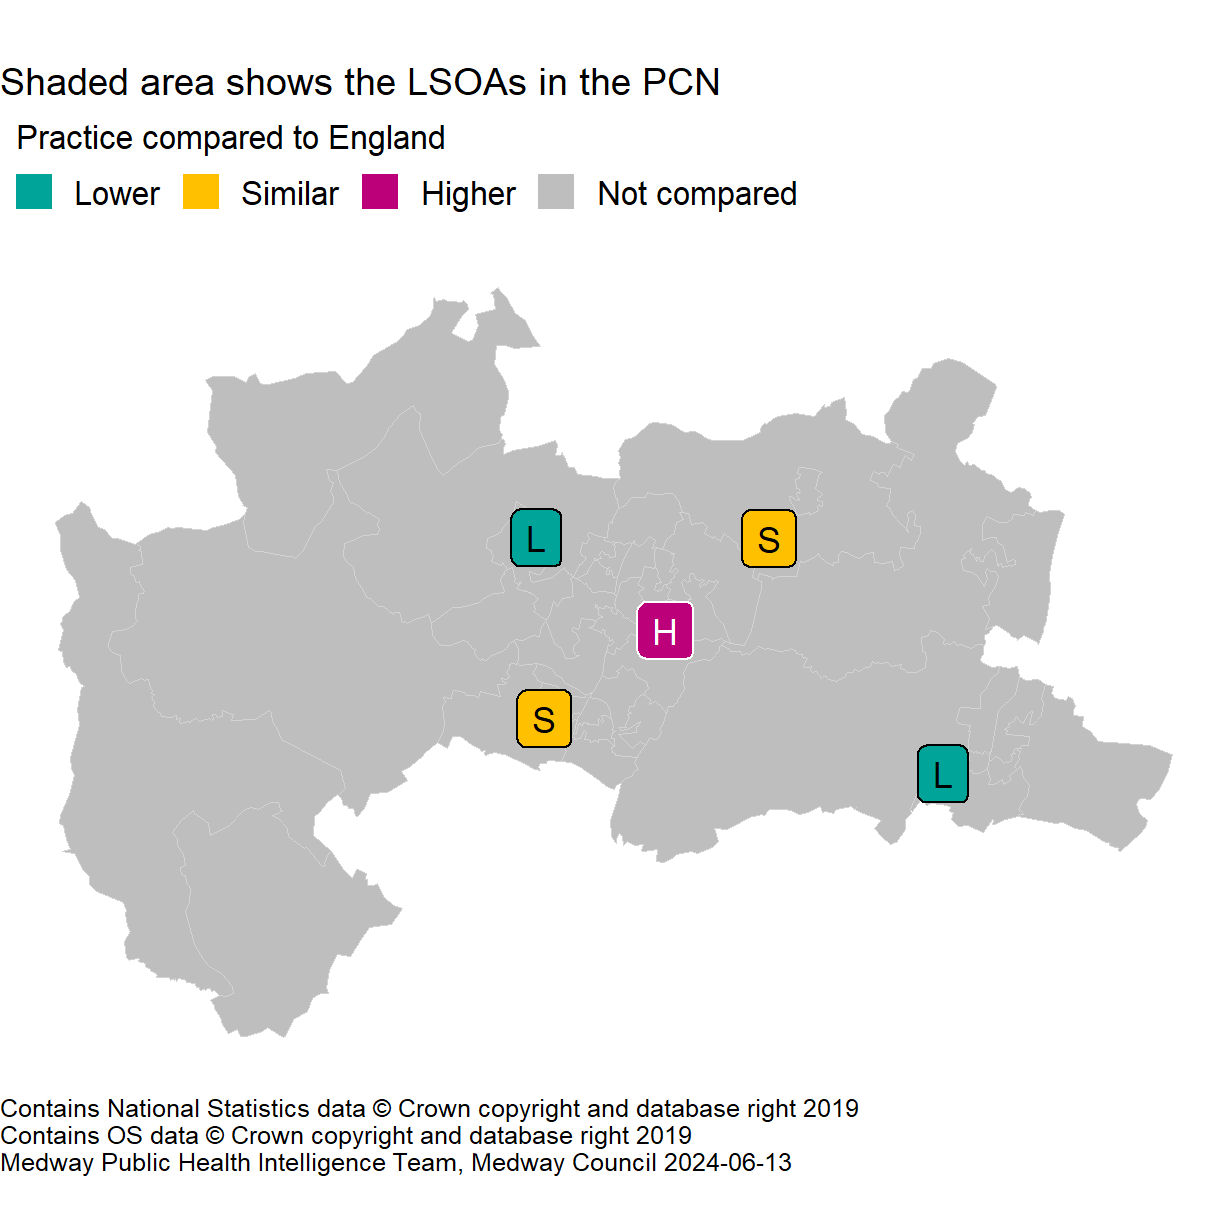 Shaded area shows the LSOAs in the PCN
Practice compared to England
Lower Similar Higher Not compared
L
S
H
S
L
Contains National Statistics data © Crown copyright and database right 2019
Contains OS data © Crown copyright and database right 2019
Medway Public Health Intelligence Team, Medway Council 2024-06-13